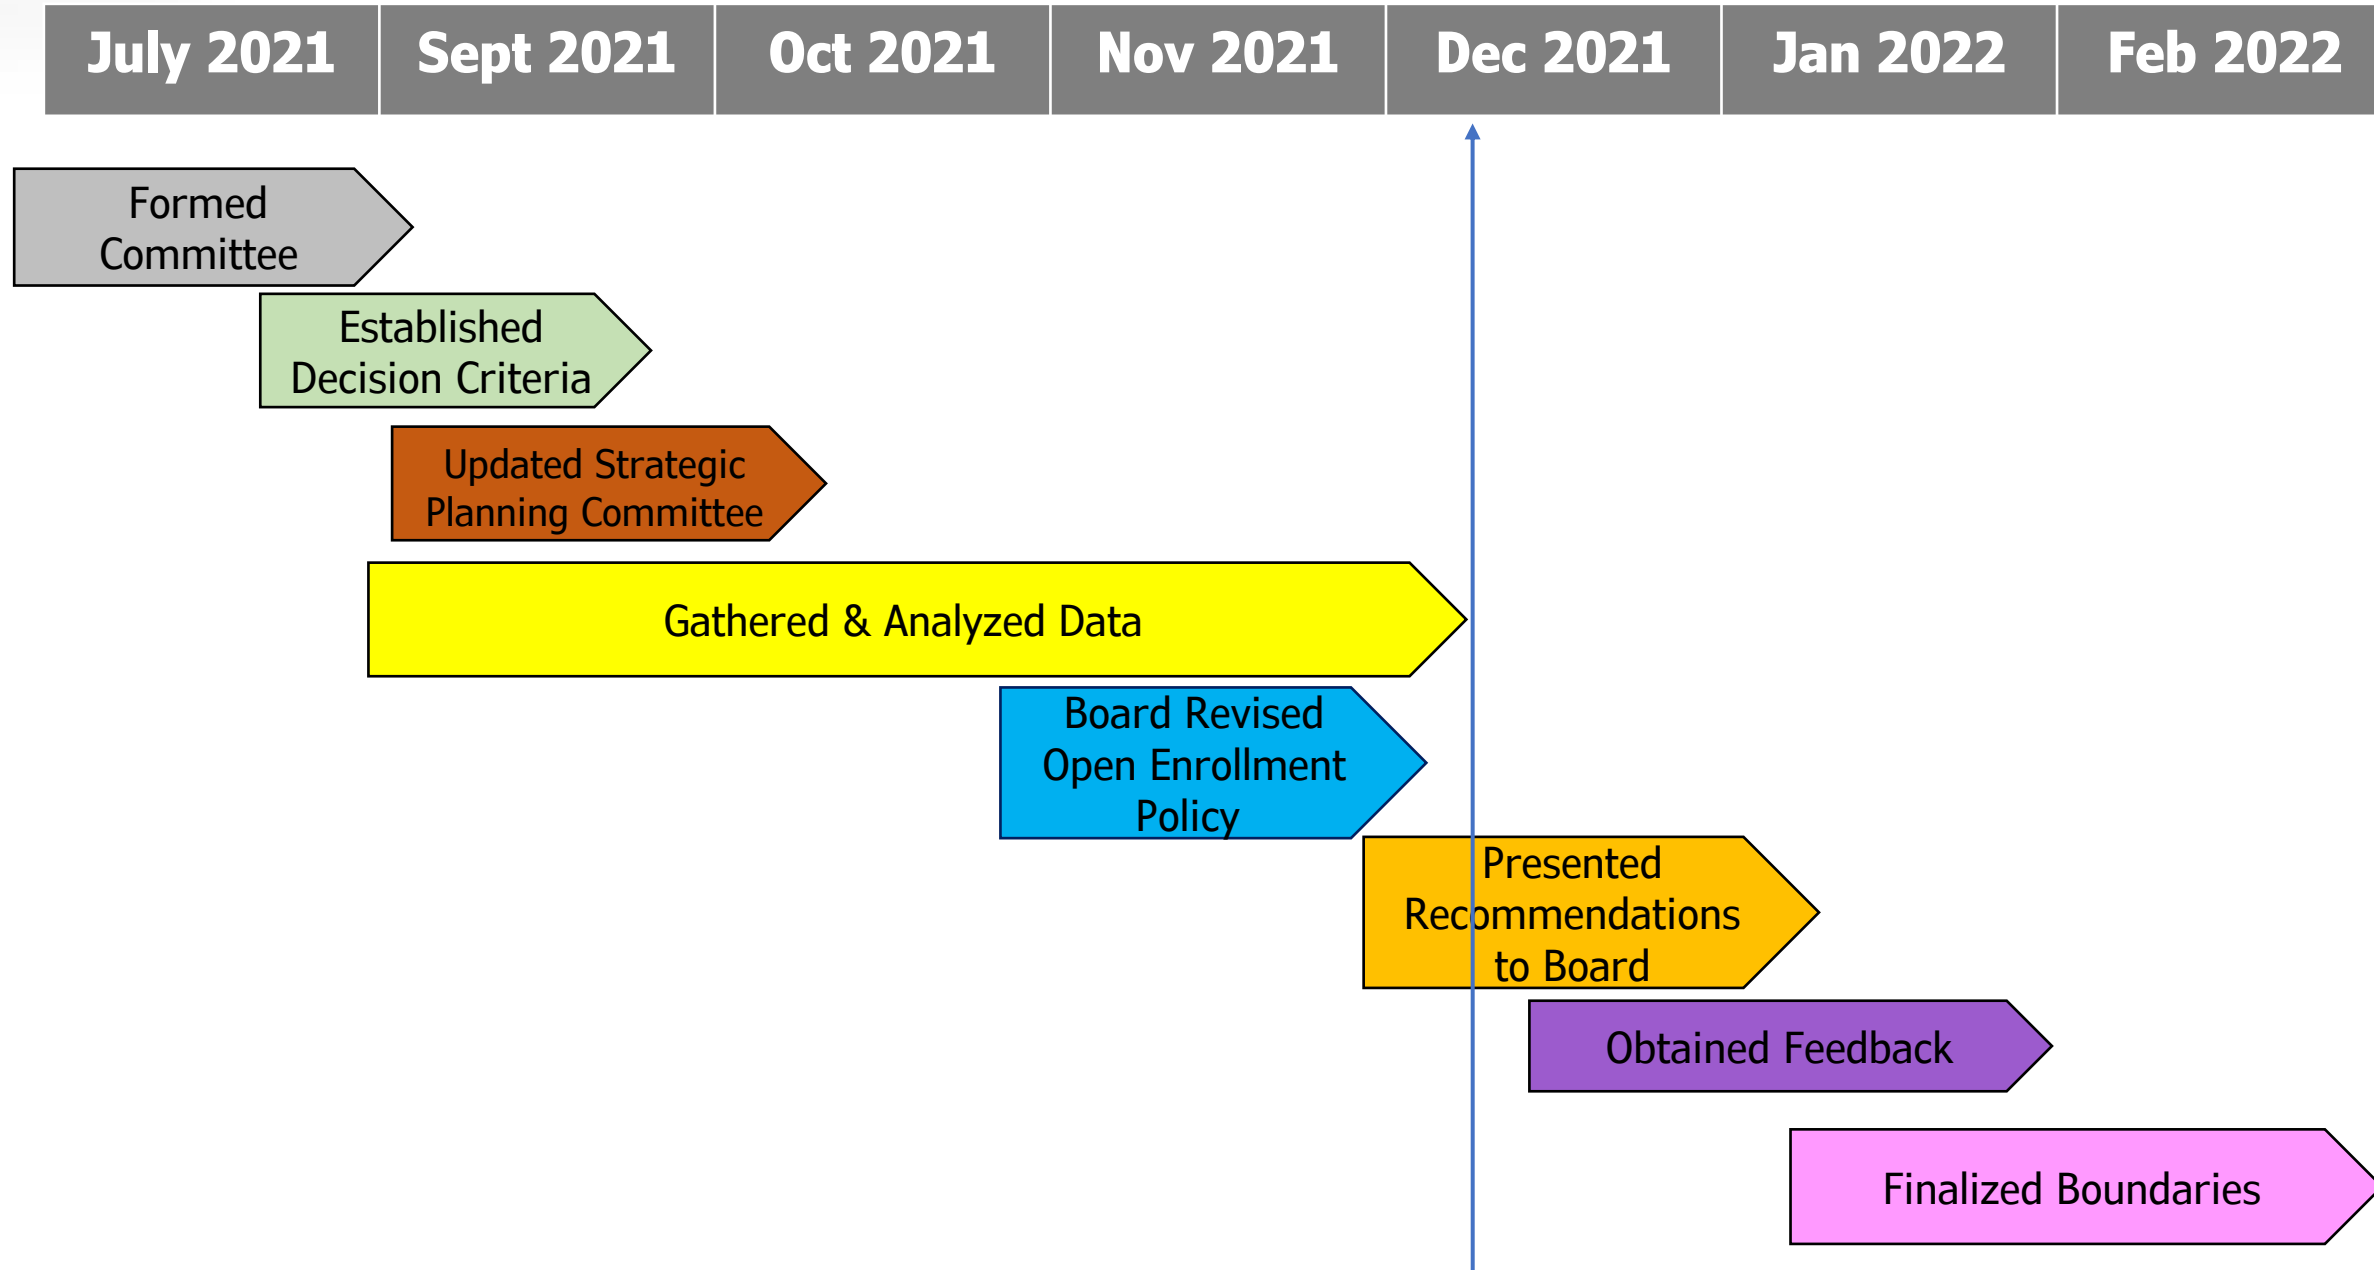 July 2021
Sept 2021
Oct 2021
Nov 2021
Dec 2021
Jan 2022
Feb 2022
Formed
Committee
Established
Decision Criteria
Updated Strategic
Planning Committee
Gathered & Analyzed Data
Board Revised
Open Enrollment
Policy
Presented
Recommendations
to Board
Obtained Feedback
Finalized Boundaries